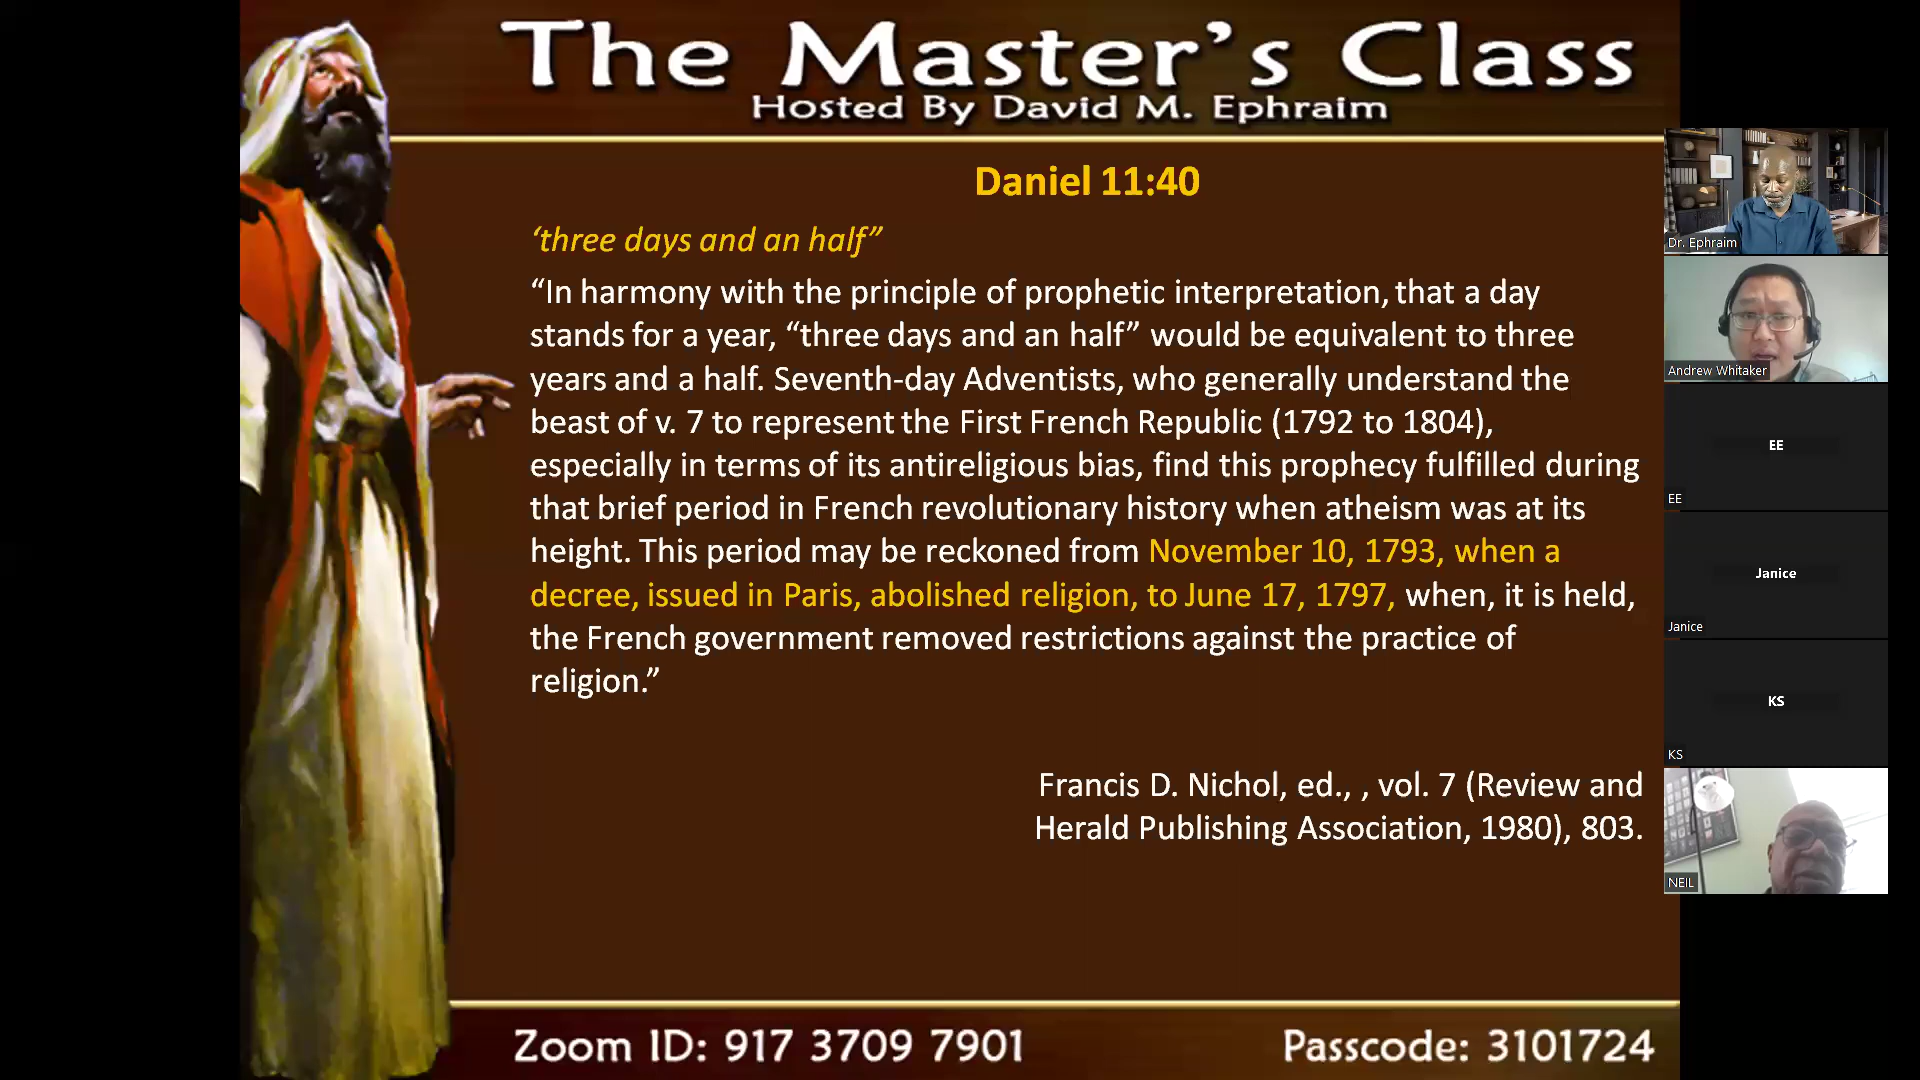 The Master's Class
Hosted By David M. Ephraim
Daniel 11:40
‘three days and an half”
“In harmony with the principle of prophetic interpretation, that a day
stands for a year, “three days and an half” would be equivalent to three
years and a half. Seventh-day Adventists, who generally understand the
beast of v. 7 to represent the First French Republic (1792 to 1804),
especially in terms of its antireligious bias, find this prophecy fulfilled during
that brief period in French revolutionary history when atheism was at its
height. This period may be reckoned from November 10, 1793, when a
decree, issued in Paris, abolished religion, to June 17, 1797, when, it is held,
the French government removed restrictions against the practice of
religion.”
Francis D. Nichol, ed., , vol. 7 (Review and
Herald Publishing Association, 1980), 803.
Zoom ID: 917 3709 7901
Passcode: 3101724
Dr. Ephraim
Andrew Whitaker
EE
EE
Janice
Janice
KS
KS
NEIL